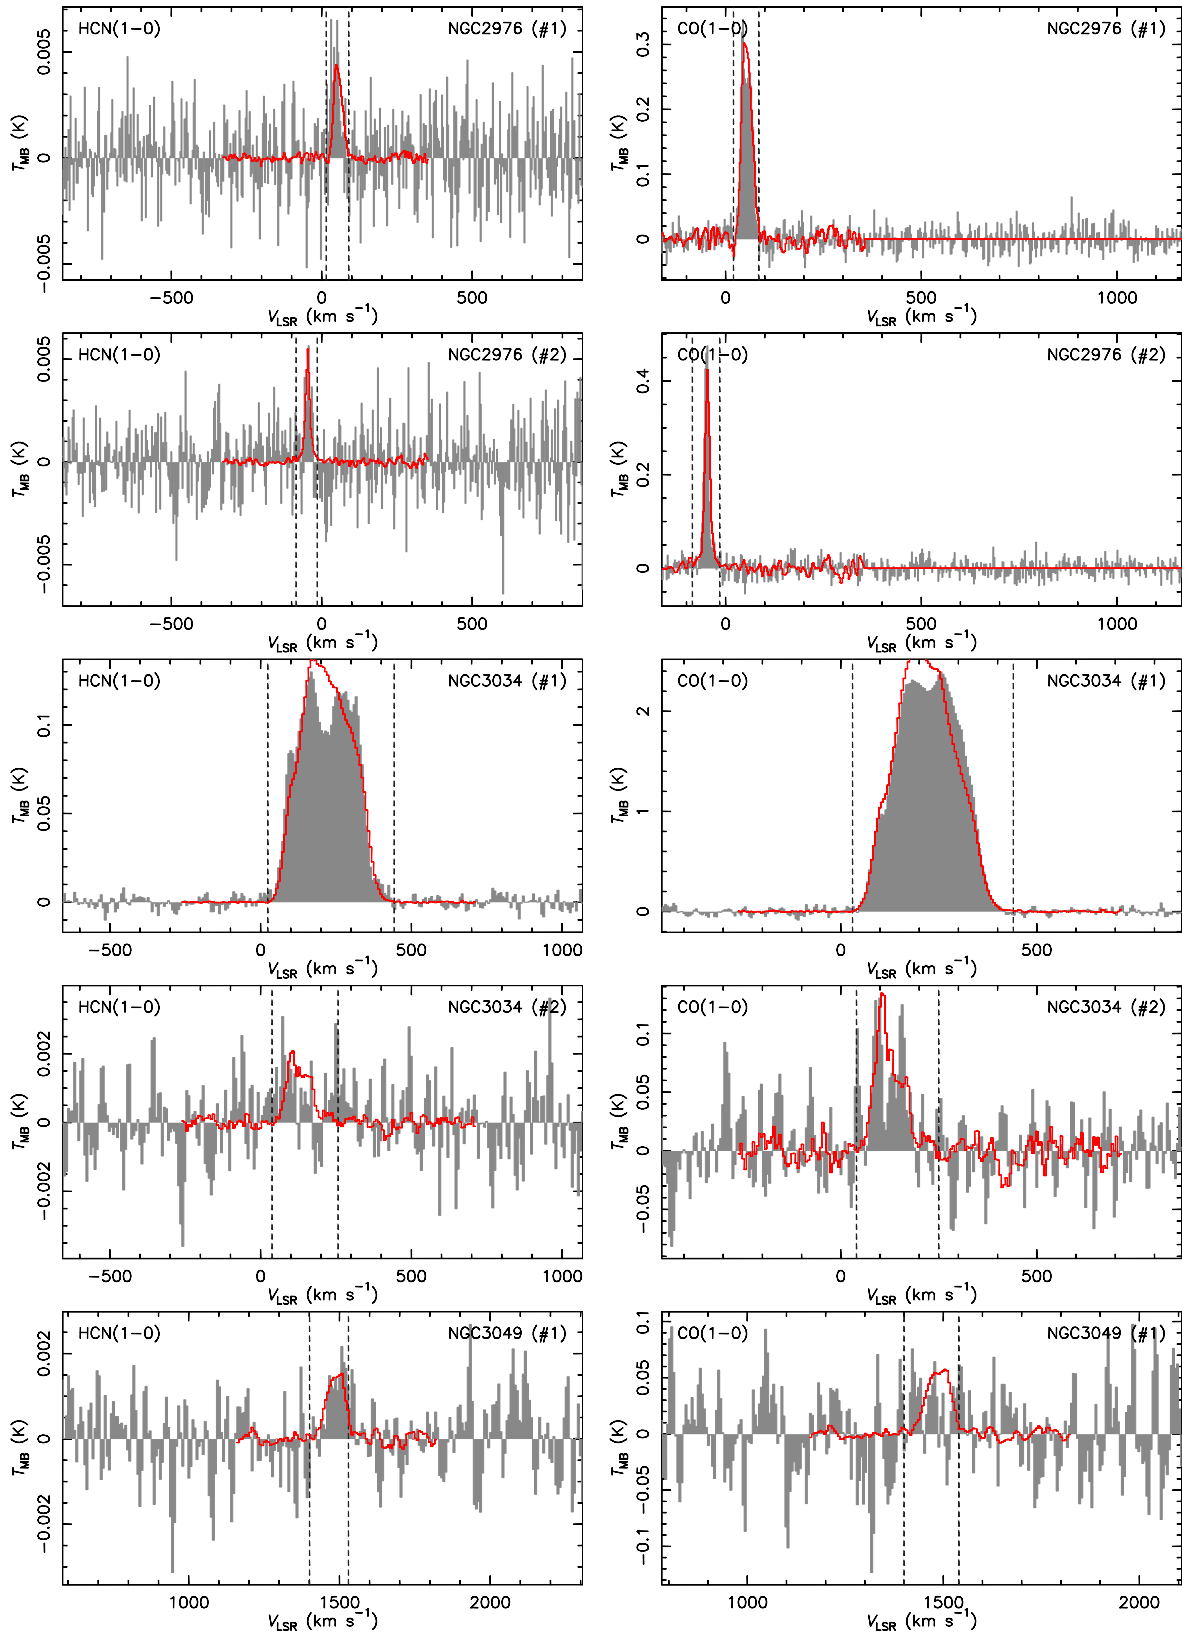 HCN(1−0) NGC2976 (#1)
0.005
0
−0.005
T_MB (K)
−500 0 500
V_LSR (km s⁻¹)
CO(1−0) NGC2976 (#1)
0.3
0.2
0.1
0
T_MB (K)
0 500 1000
V_LSR (km s⁻¹)
HCN(1−0) NGC2976 (#2)
0.005
0
−0.005
T_MB (K)
−500 0 500
V_LSR (km s⁻¹)
CO(1−0) NGC2976 (#2)
0.4
0.2
0
T_MB (K)
0 500 1000
V_LSR (km s⁻¹)
HCN(1−0) NGC3034 (#1)
0.1
0.05
0
T_MB (K)
−500 0 500 1000
V_LSR (km s⁻¹)
CO(1−0) NGC3034 (#1)
2
1
0
T_MB (K)
0 500
V_LSR (km s⁻¹)
HCN(1−0) NGC3034 (#2)
0.002
0
−0.002
T_MB (K)
−500 0 500 1000
V_LSR (km s⁻¹)
CO(1−0) NGC3034 (#2)
0.1
0.05
0
−0.05
T_MB (K)
0 500
V_LSR (km s⁻¹)
HCN(1−0) NGC3049 (#1)
0.002
0
−0.002
T_MB (K)
1000 1500 2000
V_LSR (km s⁻¹)
CO(1−0) NGC3049 (#1)
0.1
0.05
0
−0.05
−0.1
T_MB (K)
1000 1500 2000
V_LSR (km s⁻¹)